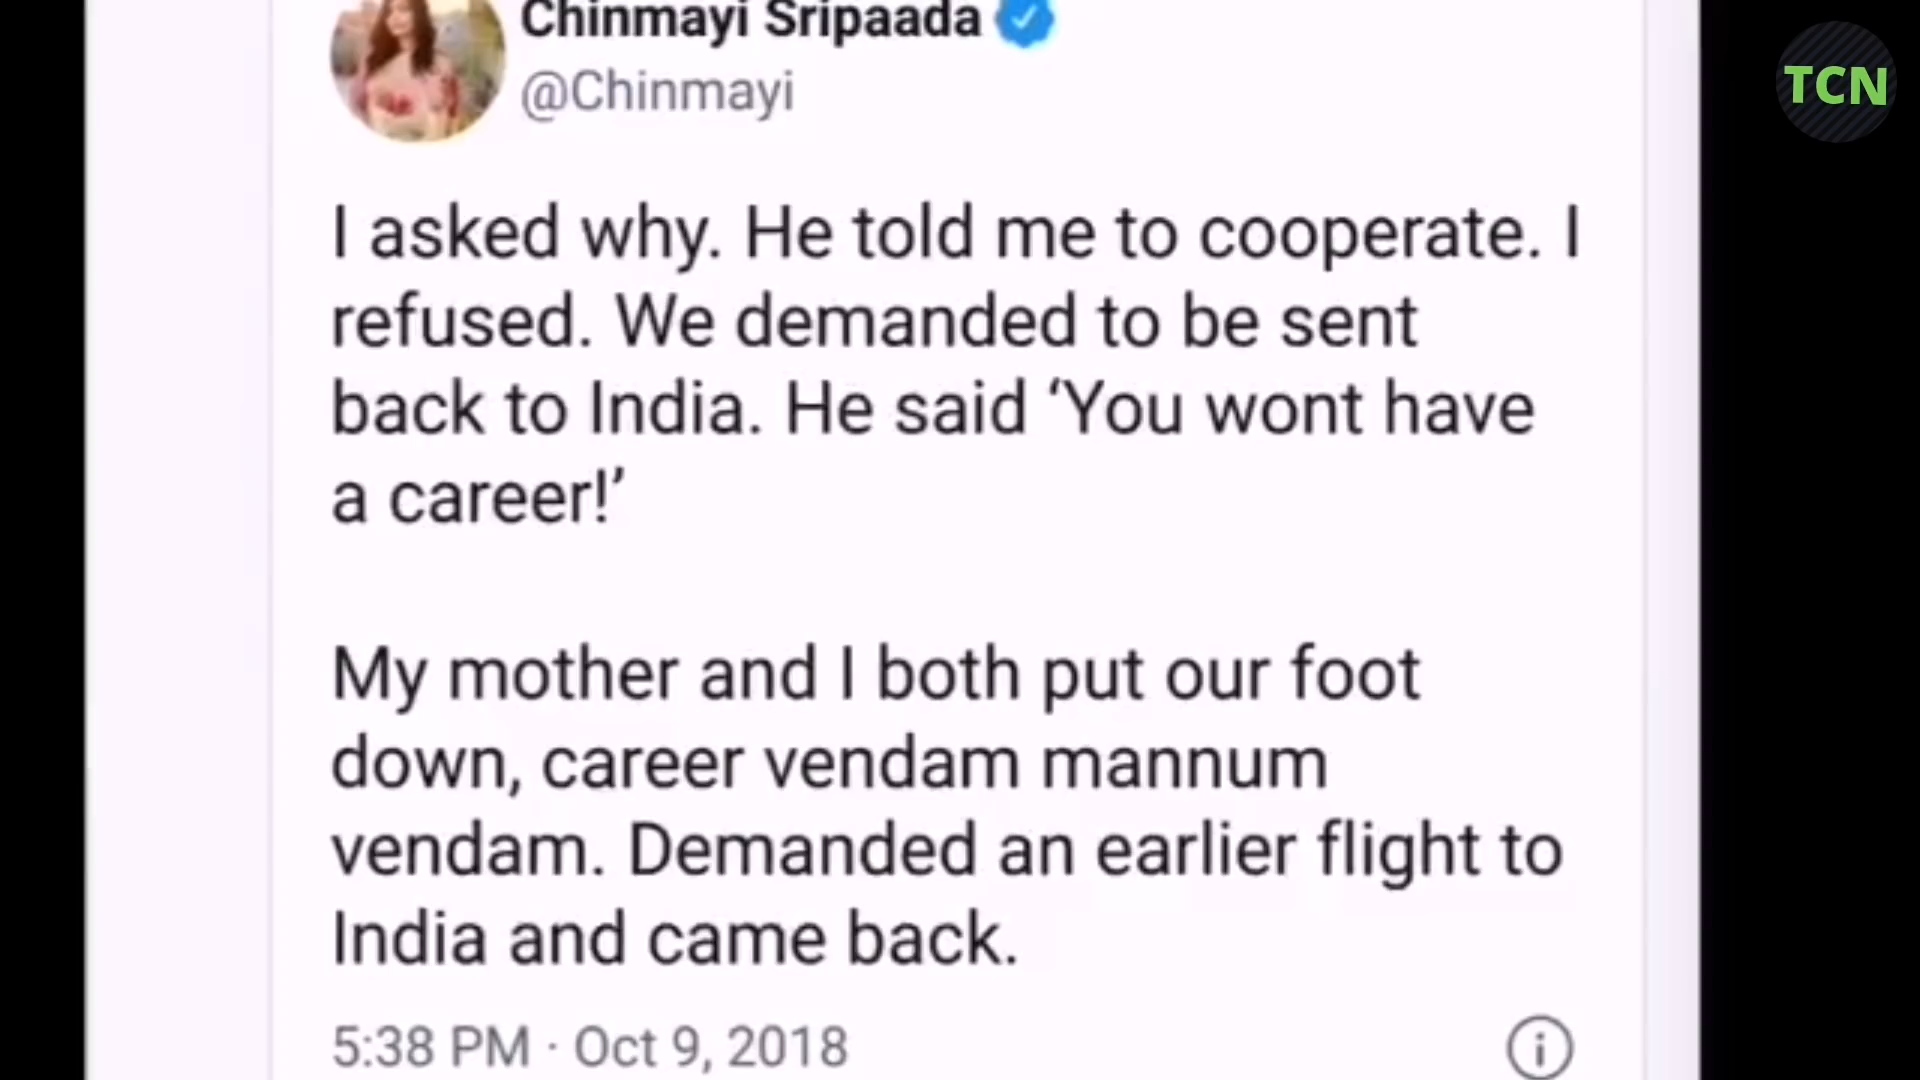 Chinmayi Sripaada
@Chinmayi
TCN
I asked why. He told me to cooperate. I
refused. We demanded to be sent
back to India. He said ‘You wont have
a career!’
My mother and I both put our foot
down, career vendam mannum
vendam. Demanded an earlier flight to
India and came back.
5:38 PM · Oct 9, 2018